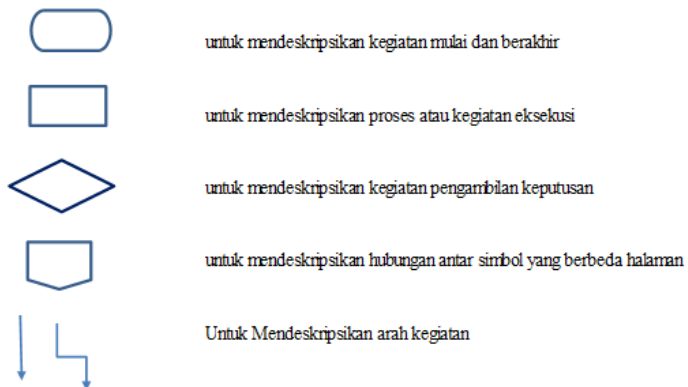 untuk mendeskripsikan kegiatan mulai dan berakhir
untuk mendeskripsikan proses atau kegiatan eksekusi
untuk mendeskripsikan kegiatan pengambilan keputusan
untuk mendeskripsikan hubungan antar simbol yang berbeda halaman
Untuk Mendeskripsikan arah kegiatan